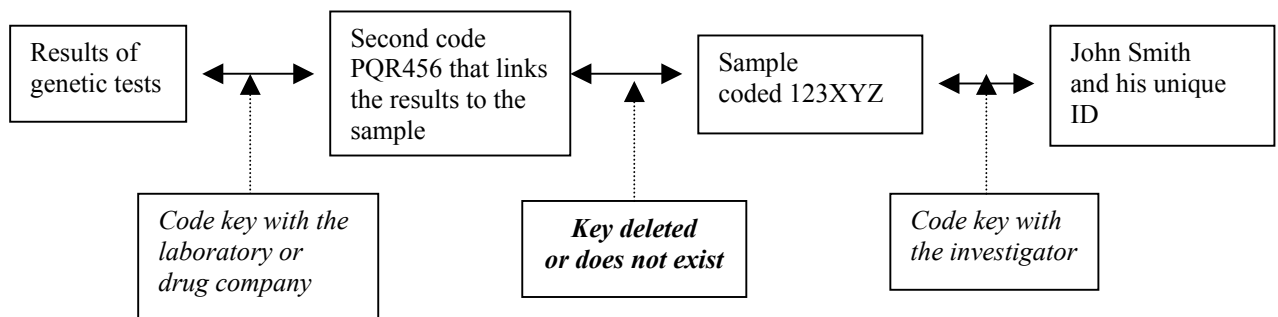 Results of
genetic tests
Second code
PQR456 that links
the results to the
sample
Sample
coded 123XYZ
John Smith
and his unique
ID
Code key with the
laboratory or
drug company
Key deleted
or does not exist
Code key with
the investigator